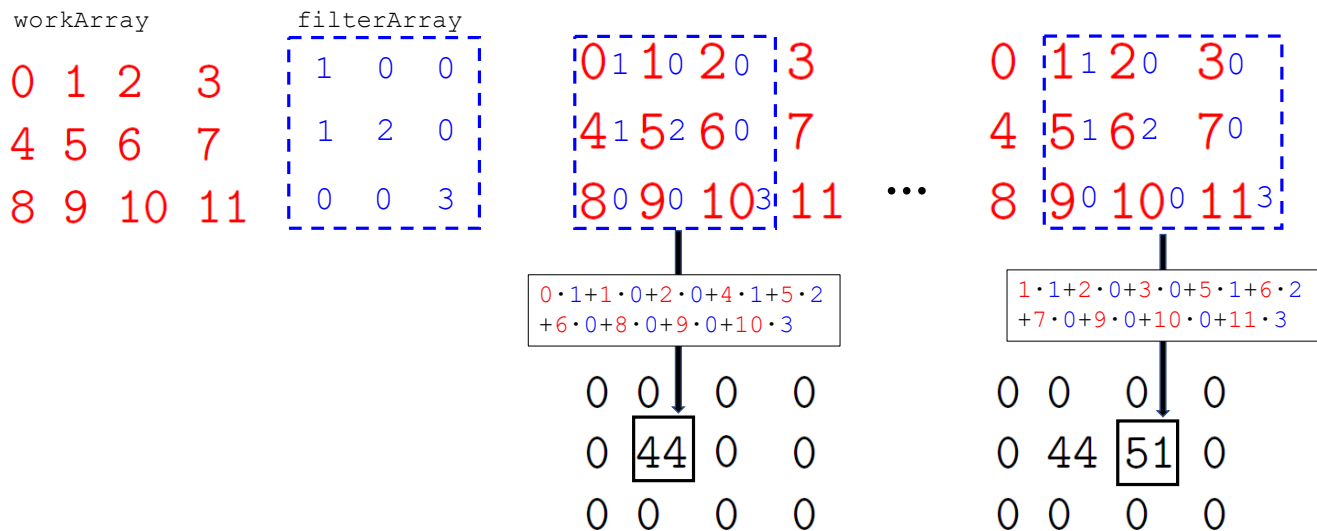 workArray
0 1 2 3
4 5 6 7
8 9 10 11
filterArray
1 0 0
1 2 0
0 0 3
0 1 1 0 2 0 3
4 1 5 2 6 0 7
8 0 9 0 10 3 11
...
0 1 1 2 0 3 0
4 5 1 6 2 7 0
8 9 0 10 0 11 3
0·1+1·0+2·0+4·1+5·2
+6·0+8·0+9·0+10·3
1·1+2·0+3·0+5·1+6·2
+7·0+9·0+10·0+11·3
0 0 0 0
0 44 0 0
0 0 0 0
0 0 0 0
0 44 51 0
0 0 0 0